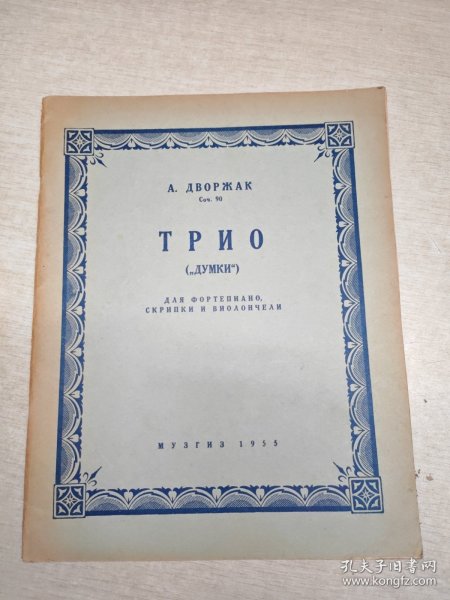 А. ДВОРЖАК
Соч. 90
ТРИО
(„ДУМКИ“)
ДЛЯ ФОРТЕПИАНО,
СКРИПКИ И ВИОЛОНЧЕЛИ
МУЗГИЗ 1955
孔夫子旧书网
www.kongfz.com